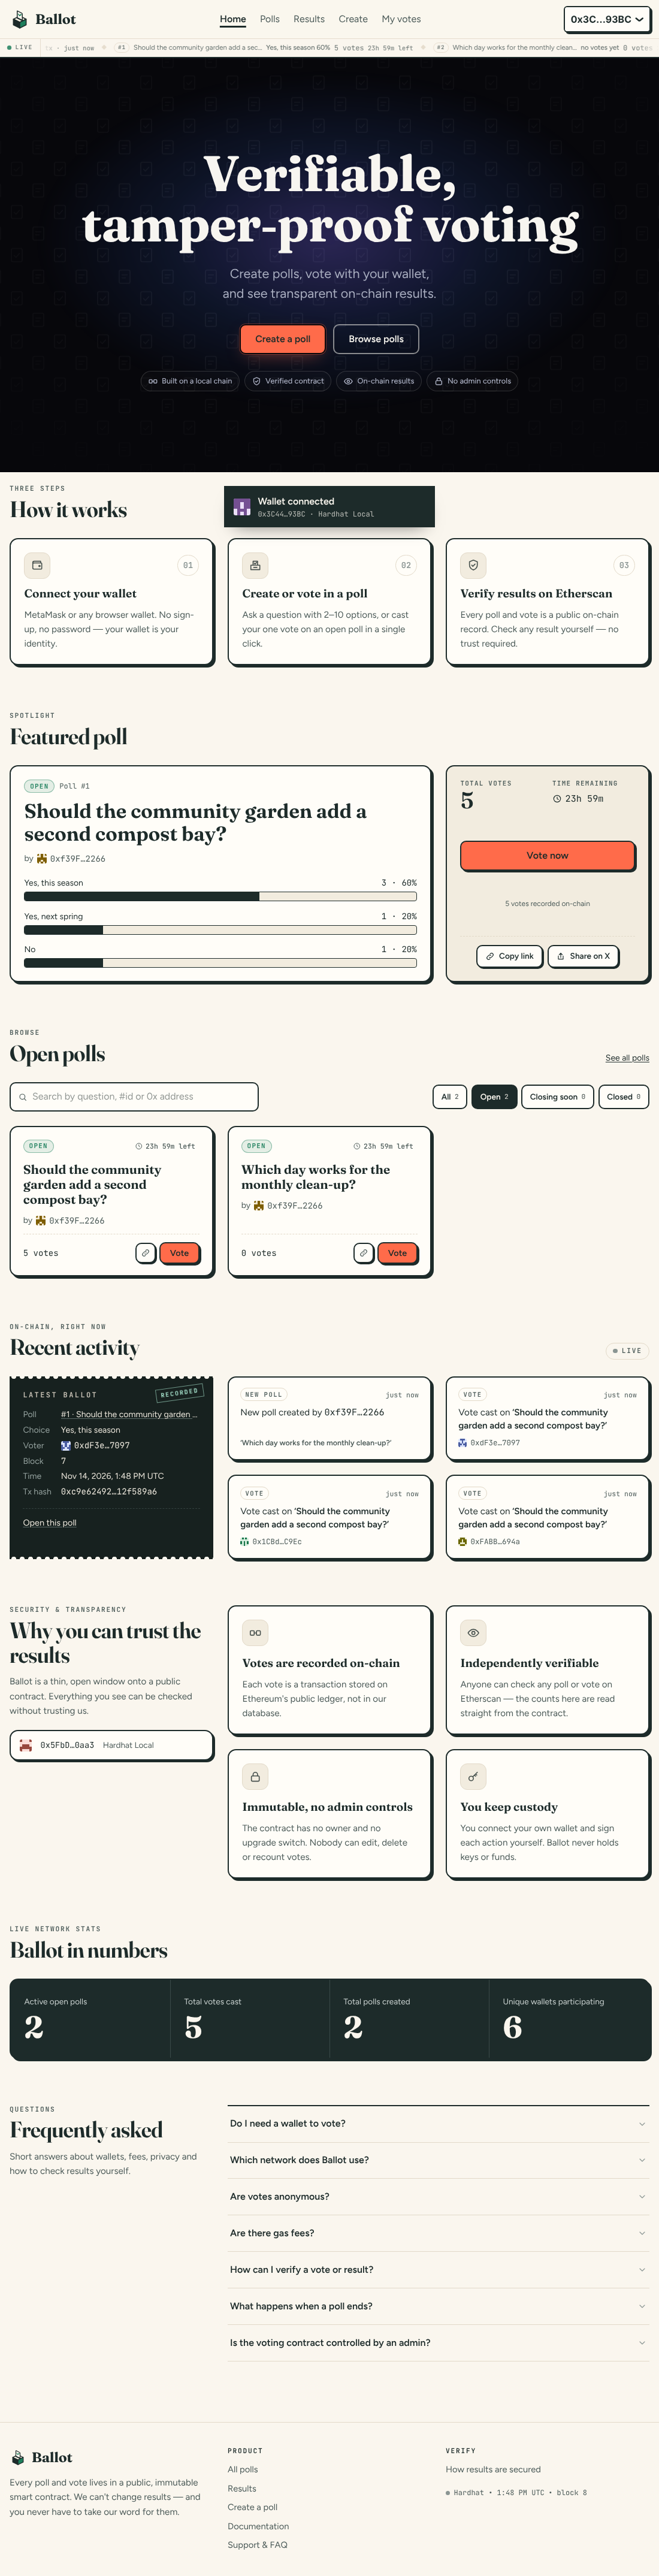 Ballot
Home
Polls
Results
Create
My votes
0x3C...93BC
LIVE
just now
#1
Should the community garden add a sec...
Yes, this season 60%
5 votes
23h 59m left
#2
Which day works for the monthly clean...
no votes yet
0 votes
Verifiable,
tamper-proof voting
Create polls, vote with your wallet,
and see transparent on-chain results.
Create a poll
Browse polls
Built on a local chain
Verified contract
On-chain results
No admin controls
THREE STEPS
How it works
Wallet connected
0x3C44…93BC · Hardhat Local
01
Connect your wallet
MetaMask or any browser wallet. No sign-
up, no password — your wallet is your
identity.
02
Create or vote in a poll
Ask a question with 2–10 options, or cast
your one vote on an open poll in a single
click.
03
Verify results on Etherscan
Every poll and vote is a public on-chain
record. Check any result yourself — no
trust required.
SPOTLIGHT
Featured poll
OPEN
Poll #1
Should the community garden add a
second compost bay?
by 0xf39F…2266
Yes, this season
3 · 60%
Yes, next spring
1 · 20%
No
1 · 20%
TOTAL VOTES
5
TIME REMAINING
23h 59m
Vote now
5 votes recorded on-chain
Copy link
Share on X
BROWSE
Open polls
See all polls
Search by question, #id or 0x address
All 2
Open 2
Closing soon 0
Closed 0
OPEN
23h 59m left
Should the community
garden add a second
compost bay?
by 0xf39F…2266
5 votes
Vote
OPEN
23h 59m left
Which day works for the
monthly clean-up?
by 0xf39F…2266
0 votes
Vote
ON-CHAIN, RIGHT NOW
Recent activity
LIVE
LATEST BALLOT
RECORDED
Poll
#1 · Should the community garden …
Choice
Yes, this season
Voter
0xdF3e…7097
Block
7
Time
Nov 14, 2026, 1:48 PM UTC
Tx hash
0xc9e62492…12f589a6
Open this poll
NEW POLL
just now
New poll created by 0xf39F…2266
‘Which day works for the monthly clean-up?’
VOTE
just now
Vote cast on ‘Should the community
garden add a second compost bay?’
0xdF3e…7097
VOTE
just now
Vote cast on ‘Should the community
garden add a second compost bay?’
0x1CBd…C9Ec
VOTE
just now
Vote cast on ‘Should the community
garden add a second compost bay?’
0xFABB…694a
SECURITY & TRANSPARENCY
Why you can trust the
results
Ballot is a thin, open window onto a public
contract. Everything you see can be checked
without trusting us.
0x5FbD…0aa3
Hardhat Local
Votes are recorded on-chain
Each vote is a transaction stored on
Ethereum's public ledger, not in our
database.
Independently verifiable
Anyone can check any poll or vote on
Etherscan — the counts here are read
straight from the contract.
Immutable, no admin controls
The contract has no owner and no
upgrade switch. Nobody can edit, delete
or recount votes.
You keep custody
You connect your own wallet and sign
each action yourself. Ballot never holds
keys or funds.
LIVE NETWORK STATS
Ballot in numbers
Active open polls
2
Total votes cast
5
Total polls created
2
Unique wallets participating
6
QUESTIONS
Frequently asked
Short answers about wallets, fees, privacy and
how to check results yourself.
Do I need a wallet to vote?
Which network does Ballot use?
Are votes anonymous?
Are there gas fees?
How can I verify a vote or result?
What happens when a poll ends?
Is the voting contract controlled by an admin?
Ballot
Every poll and vote lives in a public, immutable
smart contract. We can't change results — and
you never have to take our word for them.
PRODUCT
All polls
Results
Create a poll
Documentation
Support & FAQ
VERIFY
How results are secured
Hardhat • 1:48 PM UTC • block 8